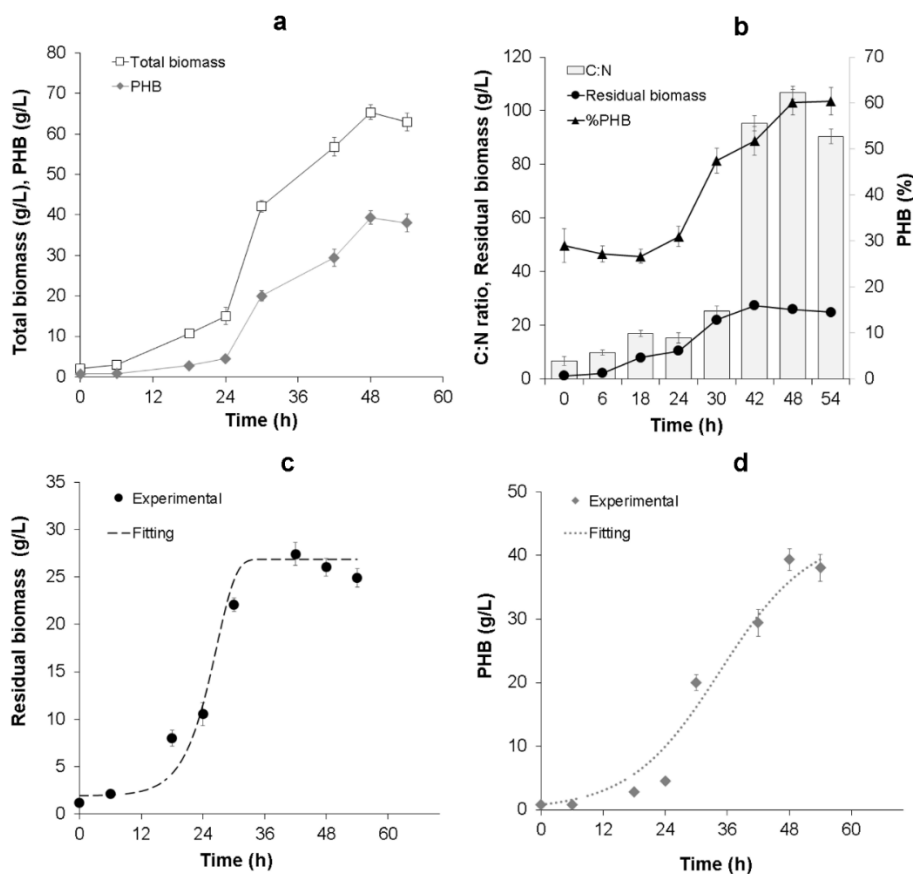 a
Total biomass (g/L), PHB (g/L)
80
70
60
50
40
30
20
10
0
Total biomass
PHB
0 12 24 36 48 60
Time (h)
b
C:N ratio, Residual biomass (g/L)
120
100
80
60
40
20
0
C:N
Residual biomass
%PHB
70
60
50
40
30
20
10
0
PHB (%)
0 6 18 24 30 42 48 54
Time (h)
c
Residual biomass (g/L)
35
30
25
20
15
10
5
0
Experimental
Fitting
0 12 24 36 48 60
Time (h)
d
PHB (g/L)
50
40
30
20
10
0
Experimental
Fitting
0 12 24 36 48 60
Time (h)